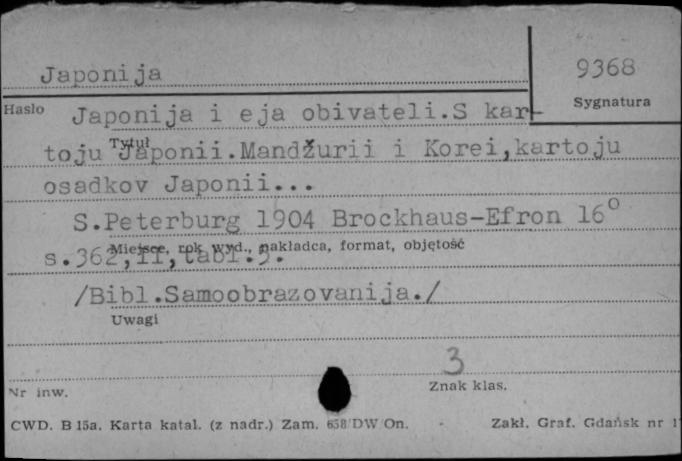 Japonija
9368
Hasło
Sygnatura
Japonija i eja obivateli.S kar-
toju Japonii.Mandžurii i Korei,kartoju
Tytuł
osadkov Japonii...
S.Peterburg 1904 Brockhaus-Efron 16°
Miejsce, rok wyd., nakładca, format, objętość
s.362,II,tabl.5.
/Bibl.Samoobrazovanija./
Uwagi
3
Nr inw.
Znak klas.
CWD. B 15a. Karta katal. (z nadr.) Zam. 658/DW/On.
Zakł. Graf. Gdańsk nr 1